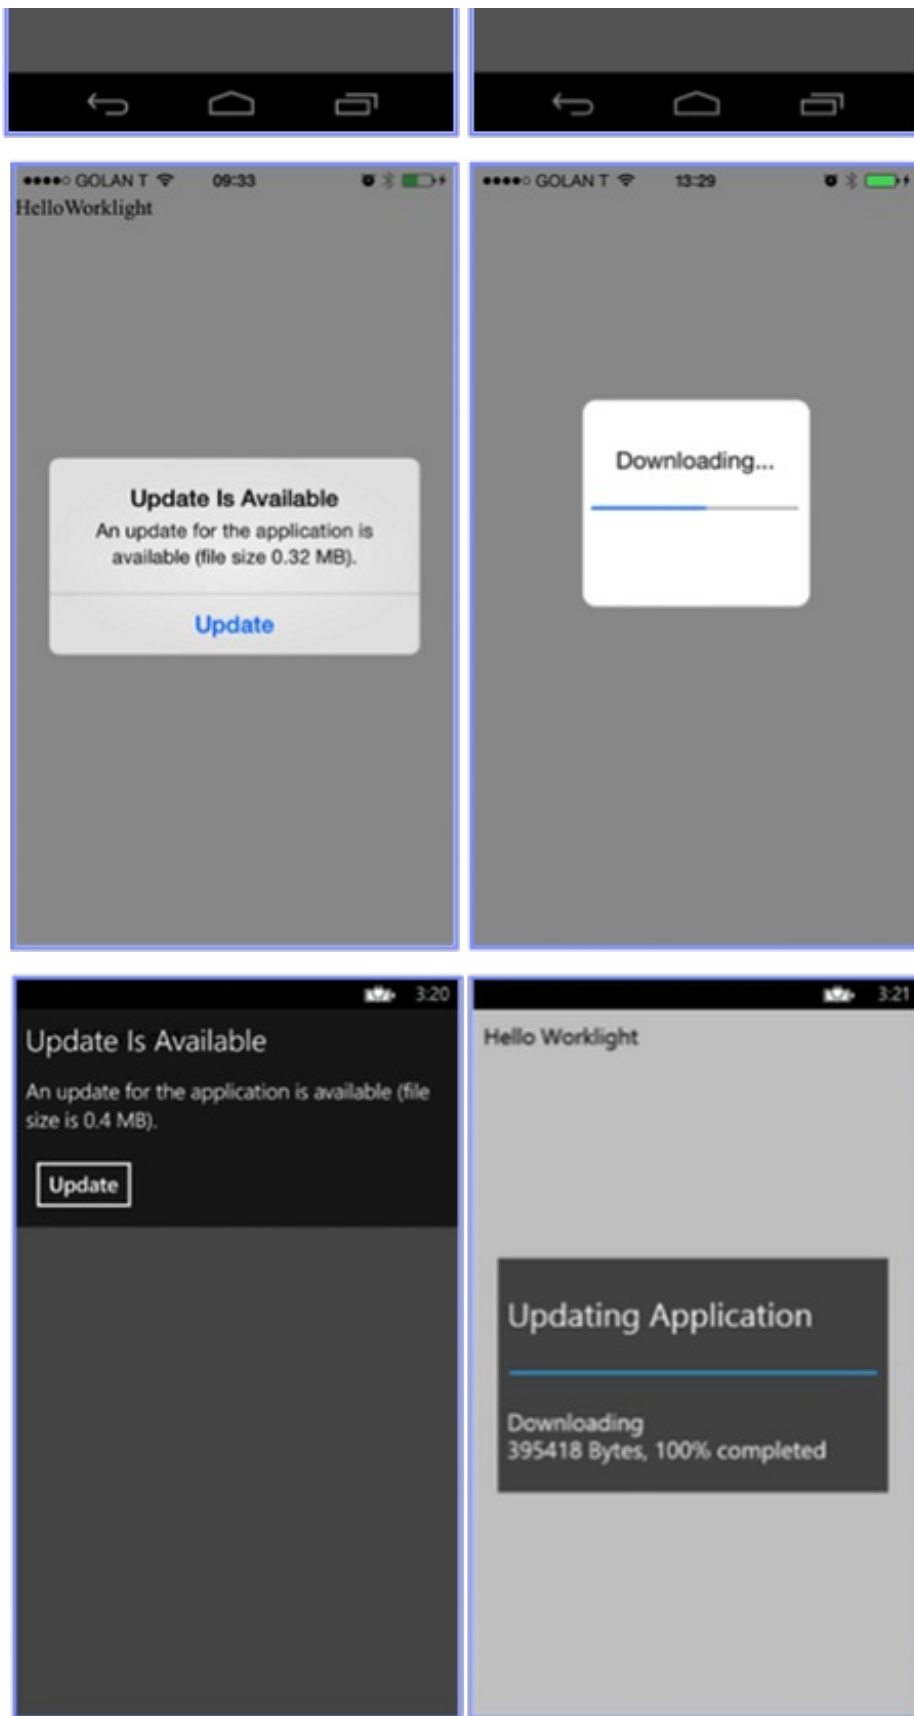 GOLAN T 09:33
HelloWorklight
Update Is Available
An update for the application is
available (file size 0.32 MB).
Update
GOLAN T 13:29
Downloading...
3:20
Update Is Available
An update for the application is available (file
size is 0.4 MB).
Update
3:21
Hello Worklight
Updating Application
Downloading
395418 Bytes, 100% completed